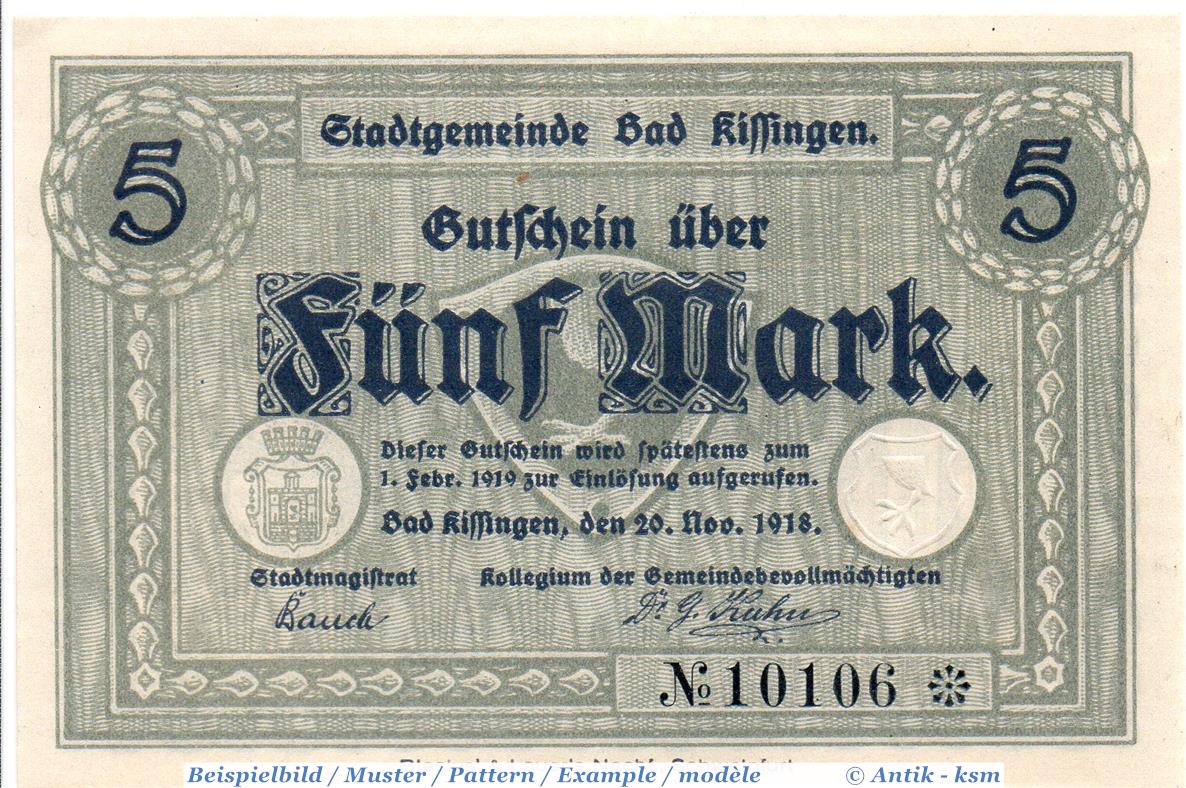 Stadtgemeinde Bad Kissingen.
5 5
Gutschein über
Fünf Mark.
Dieser Gutschein wird spätestens zum
1. Febr. 1919 zur Einlösung aufgerufen.
Bad Kissingen, den 20. Nov. 1918.
Stadtmagistrat Kollegium der Gemeindebevollmächtigten
Bauch Dr. G. Kuhn
№ 10106 ❇
Beispielbild / Muster / Pattern / Example / modèle © Antik - ksm